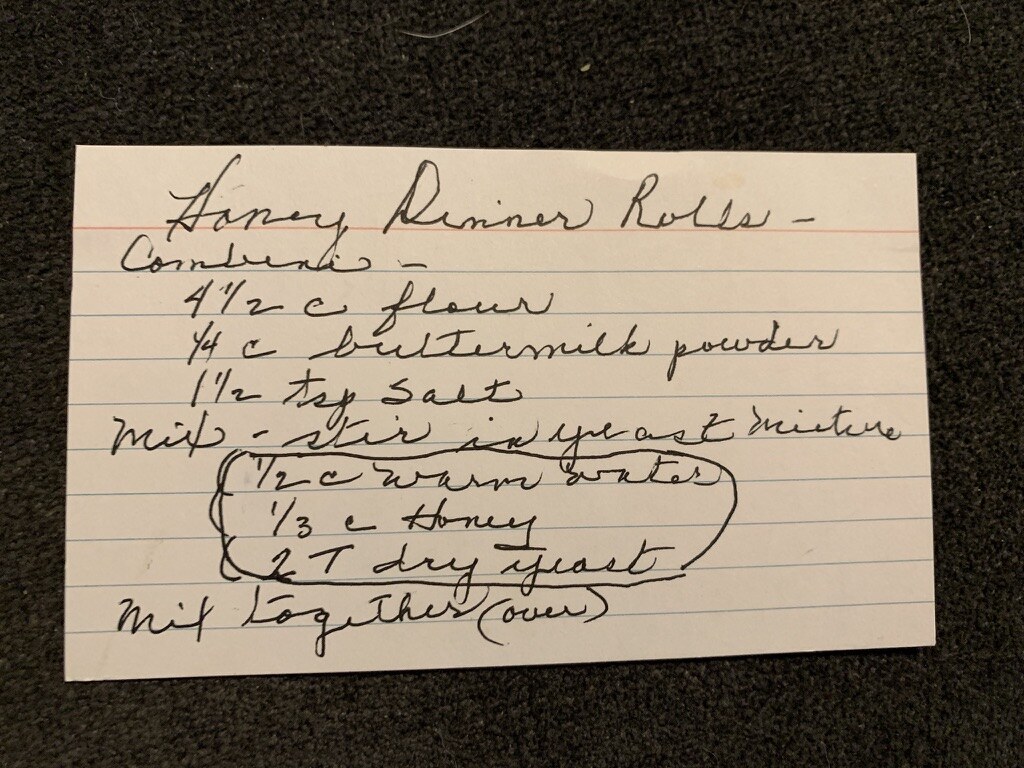 Honey Dinner Rolls -
Combine -
4 1/2 c flour
1/4 c buttermilk powder
1 1/2 tsp Salt
Mix - stir in yeast Mixture
1/2 c warm water
1/3 c Honey
2 T dry yeast
Mix together (over)